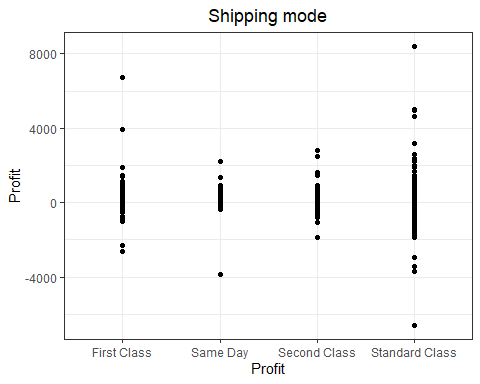 Shipping mode
8000
4000
0
-4000
Profit
First Class Same Day Second Class Standard Class
Profit